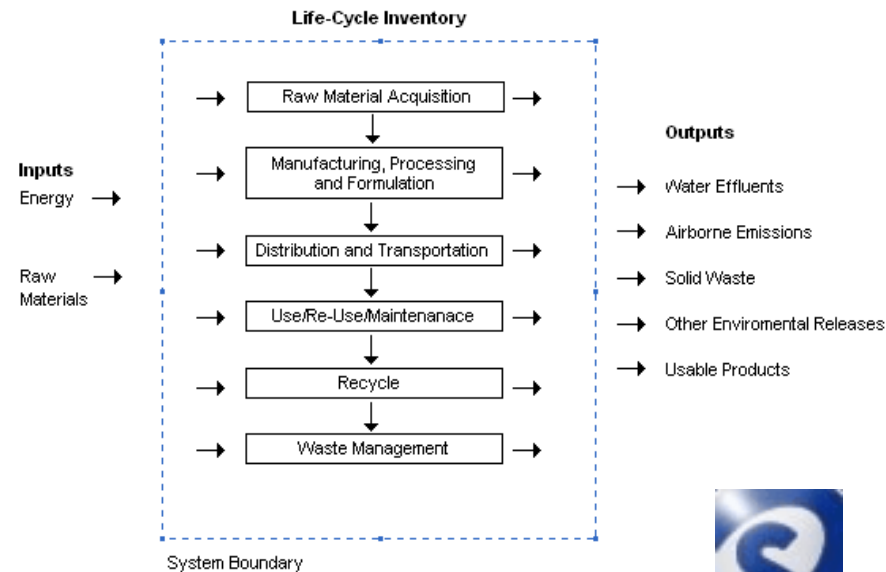 Life-Cycle Inventory
Raw Material Acquisition
Manufacturing, Processing
and Formulation
Distribution and Transportation
Use/Re-Use/Maintenanace
Recycle
Waste Management
Inputs
Energy
Raw
Materials
Outputs
Water Effluents
Airborne Emissions
Solid Waste
Other Enviromental Releases
Usable Products
System Boundary